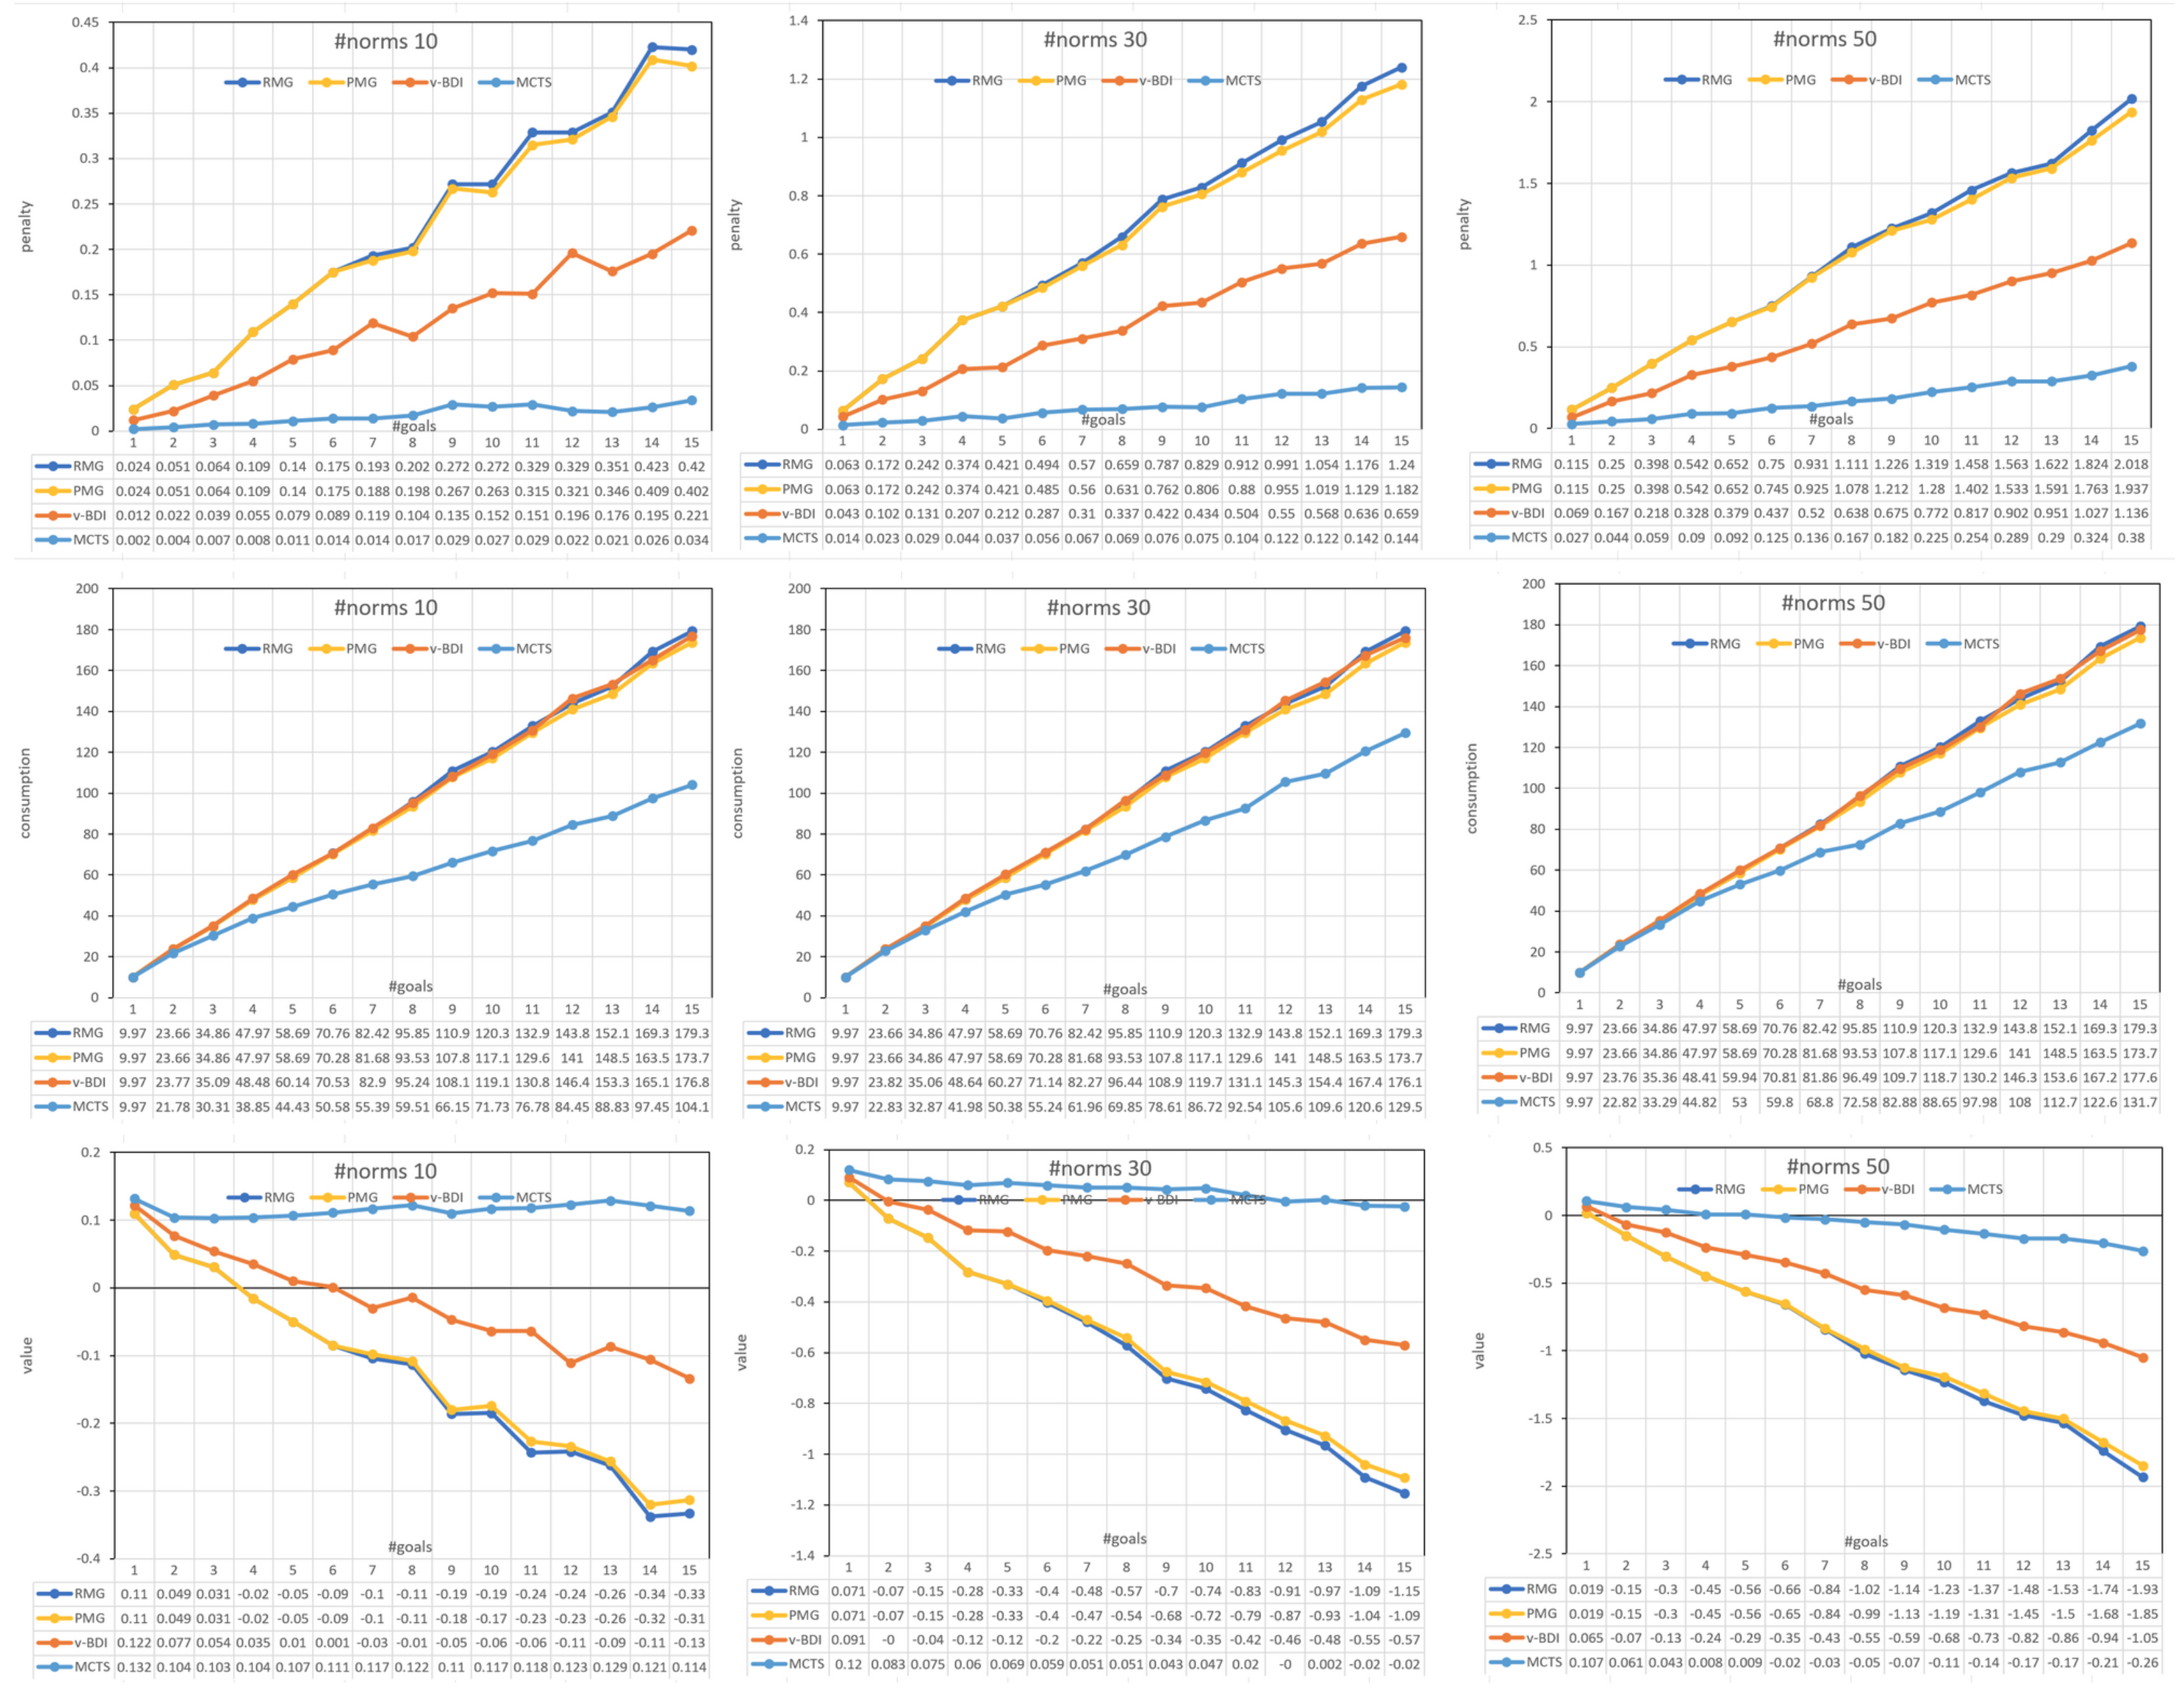 #norms 10
RMG PMG v-BDI MCTS
penalty
0.45
0.4
0.35
0.3
0.25
0.2
0.15
0.1
0.05
0
#goals
1 2 3 4 5 6 7 8 9 10 11 12 13 14 15
RMG 0.024 0.051 0.064 0.109 0.14 0.175 0.193 0.202 0.272 0.272 0.329 0.329 0.351 0.423 0.42
PMG 0.024 0.051 0.064 0.109 0.14 0.175 0.188 0.198 0.267 0.263 0.315 0.321 0.346 0.409 0.402
v-BDI 0.012 0.022 0.039 0.055 0.079 0.089 0.119 0.104 0.135 0.152 0.151 0.196 0.176 0.195 0.221
MCTS 0.002 0.004 0.007 0.008 0.011 0.014 0.014 0.017 0.029 0.027 0.029 0.022 0.021 0.026 0.034
#norms 30
RMG PMG v-BDI MCTS
penalty
1.4
1.2
1
0.8
0.6
0.4
0.2
0
#goals
1 2 3 4 5 6 7 8 9 10 11 12 13 14 15
RMG 0.063 0.172 0.242 0.374 0.421 0.494 0.57 0.659 0.787 0.829 0.912 0.991 1.054 1.176 1.24
PMG 0.063 0.172 0.242 0.374 0.421 0.485 0.56 0.631 0.762 0.806 0.88 0.955 1.019 1.129 1.182
v-BDI 0.043 0.102 0.131 0.207 0.212 0.287 0.31 0.337 0.422 0.434 0.504 0.55 0.568 0.636 0.659
MCTS 0.014 0.023 0.029 0.044 0.037 0.056 0.067 0.069 0.076 0.075 0.104 0.122 0.122 0.142 0.144
#norms 50
RMG PMG v-BDI MCTS
penalty
2.5
2
1.5
1
0.5
0
#goals
1 2 3 4 5 6 7 8 9 10 11 12 13 14 15
RMG 0.115 0.25 0.398 0.542 0.652 0.75 0.931 1.111 1.226 1.319 1.458 1.563 1.622 1.824 2.018
PMG 0.115 0.25 0.398 0.542 0.652 0.745 0.925 1.078 1.212 1.28 1.402 1.533 1.591 1.763 1.937
v-BDI 0.069 0.167 0.218 0.328 0.379 0.437 0.52 0.638 0.675 0.772 0.817 0.902 0.951 1.027 1.136
MCTS 0.027 0.044 0.059 0.09 0.092 0.125 0.136 0.167 0.182 0.225 0.254 0.289 0.29 0.324 0.38
#norms 10
RMG PMG v-BDI MCTS
consumption
200
180
160
140
120
100
80
60
40
20
0
#goals
1 2 3 4 5 6 7 8 9 10 11 12 13 14 15
RMG 9.97 23.66 34.86 47.97 58.69 70.76 82.42 95.85 110.9 120.3 132.9 143.8 152.1 169.3 179.3
PMG 9.97 23.66 34.86 47.97 58.69 70.28 81.68 93.53 107.8 117.1 129.6 141 148.5 163.5 173.7
v-BDI 9.97 23.77 35.09 48.48 60.14 70.53 82.9 95.24 108.1 119.1 130.8 146.4 153.3 165.1 176.8
MCTS 9.97 21.78 30.31 38.85 44.43 50.58 55.39 59.51 66.15 71.73 76.78 84.45 88.83 97.45 104.1
#norms 30
RMG PMG v-BDI MCTS
consumption
200
180
160
140
120
100
80
60
40
20
0
#goals
1 2 3 4 5 6 7 8 9 10 11 12 13 14 15
RMG 9.97 23.66 34.86 47.97 58.69 70.76 82.42 95.85 110.9 120.3 132.9 143.8 152.1 169.3 179.3
PMG 9.97 23.66 34.86 47.97 58.69 70.28 81.68 93.53 107.8 117.1 129.6 141 148.5 163.5 173.7
v-BDI 9.97 23.82 35.06 48.64 60.27 71.14 82.27 96.44 108.9 119.7 131.1 145.3 154.4 167.4 176.1
MCTS 9.97 22.83 32.87 41.98 50.38 55.24 61.96 69.85 78.61 86.72 92.54 105.6 109.6 120.6 129.5
#norms 50
RMG PMG v-BDI MCTS
consumption
200
180
160
140
120
100
80
60
40
20
0
#goals
1 2 3 4 5 6 7 8 9 10 11 12 13 14 15
RMG 9.97 23.66 34.86 47.97 58.69 70.76 82.42 95.85 110.9 120.3 132.9 143.8 152.1 169.3 179.3
PMG 9.97 23.66 34.86 47.97 58.69 70.28 81.68 93.53 107.8 117.1 129.6 141 148.5 163.5 173.7
v-BDI 9.97 23.76 35.36 48.41 59.94 70.81 81.86 96.49 109.7 118.7 130.2 146.3 153.6 167.2 177.6
MCTS 9.97 22.82 33.29 44.82 53 59.8 68.8 72.58 82.88 88.65 97.98 108 112.7 122.6 131.7
#norms 10
RMG PMG v-BDI MCTS
value
0.2
0.1
0
-0.1
-0.2
-0.3
-0.4
#goals
1 2 3 4 5 6 7 8 9 10 11 12 13 14 15
RMG 0.11 0.049 0.031 -0.02 -0.05 -0.09 -0.1 -0.11 -0.19 -0.19 -0.24 -0.24 -0.26 -0.34 -0.33
PMG 0.11 0.049 0.031 -0.02 -0.05 -0.09 -0.1 -0.11 -0.18 -0.17 -0.23 -0.23 -0.26 -0.32 -0.31
v-BDI 0.122 0.077 0.054 0.035 0.01 0.001 -0.03 -0.01 -0.05 -0.06 -0.06 -0.11 -0.09 -0.11 -0.13
MCTS 0.132 0.104 0.103 0.104 0.107 0.111 0.117 0.122 0.11 0.117 0.118 0.123 0.129 0.121 0.114
#norms 30
RMG PMG v-BDI MCTS
value
0.2
0
-0.2
-0.4
-0.6
-0.8
-1
-1.2
-1.4
#goals
1 2 3 4 5 6 7 8 9 10 11 12 13 14 15
RMG 0.071 -0.07 -0.15 -0.28 -0.33 -0.4 -0.48 -0.57 -0.7 -0.74 -0.83 -0.91 -0.97 -1.09 -1.15
PMG 0.071 -0.07 -0.15 -0.28 -0.33 -0.4 -0.47 -0.54 -0.68 -0.72 -0.79 -0.87 -0.93 -1.04 -1.09
v-BDI 0.091 -0 -0.04 -0.12 -0.12 -0.2 -0.22 -0.25 -0.34 -0.35 -0.42 -0.46 -0.48 -0.55 -0.57
MCTS 0.12 0.083 0.075 0.06 0.069 0.059 0.051 0.051 0.043 0.047 0.02 -0 0.002 -0.02 -0.02
#norms 50
RMG PMG v-BDI MCTS
value
0.5
0
-0.5
-1
-1.5
-2
-2.5
#goals
1 2 3 4 5 6 7 8 9 10 11 12 13 14 15
RMG 0.019 -0.15 -0.3 -0.45 -0.56 -0.66 -0.84 -1.02 -1.14 -1.23 -1.37 -1.48 -1.53 -1.74 -1.93
PMG 0.019 -0.15 -0.3 -0.45 -0.56 -0.65 -0.84 -0.99 -1.13 -1.19 -1.31 -1.45 -1.5 -1.68 -1.85
v-BDI 0.065 -0.07 -0.13 -0.24 -0.29 -0.35 -0.43 -0.55 -0.59 -0.68 -0.73 -0.82 -0.86 -0.94 -1.05
MCTS 0.107 0.061 0.043 0.008 0.009 -0.02 -0.03 -0.05 -0.07 -0.11 -0.14 -0.17 -0.17 -0.21 -0.26